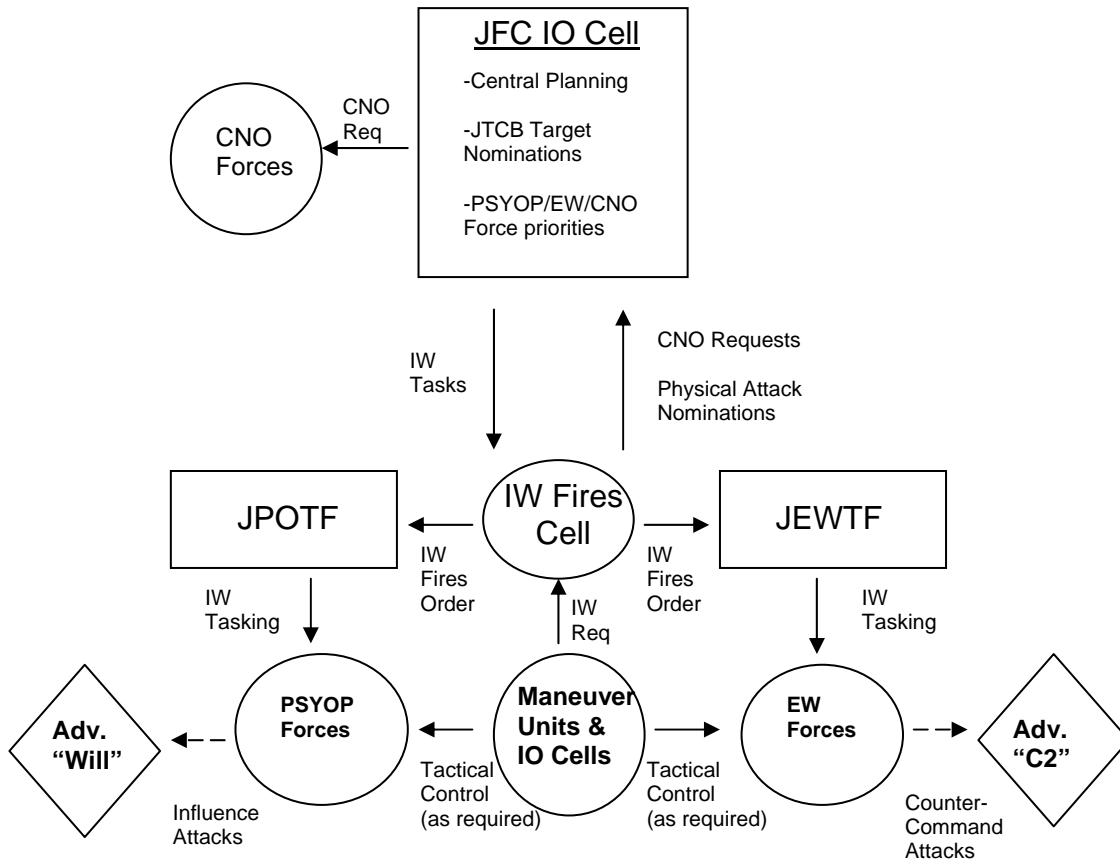 JFC IO Cell
-Central Planning
-JTCB Target
Nominations
-PSYOP/EW/CNO
Force priorities
CNO
Req
CNO
Forces
IW
Tasks
CNO Requests
Physical Attack
Nominations
JPOTF
IW Fires
Cell
JEWTF
IW
Fires
Order
IW
Fires
Order
IW
Tasking
IW
Req
IW
Tasking
Adv.
“Will”
PSYOP
Forces
Maneuver
Units &
IO Cells
EW
Forces
Adv.
“C2”
Influence
Attacks
Tactical
Control
(as required)
Tactical
Control
(as required)
Counter-
Command
Attacks